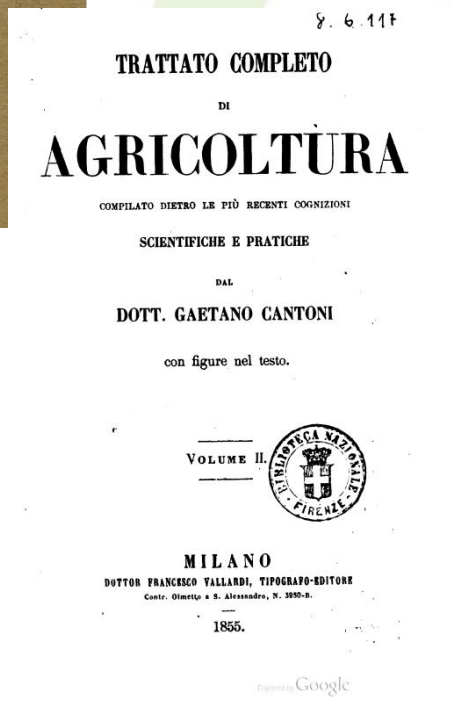 8. 6. 117
TRATTATO COMPLETO
DI
AGRICOLTURA
COMPILATO DIETRO LE PIÙ RECENTI COGNIZIONI
SCIENTIFICHE E PRATICHE
DAL
DOTT. GAETANO CANTONI
con figure nel testo.
VOLUME II.
BIBLIOTECA NAZIONALE
FIRENZE
MILANO
DOTTOR FRANCESCO VALLARDI, TIPOGRAFO-EDITORE
Contr. Olmetto a S. Alessandro, N. 3950-B.
1855.
Digitized by Google